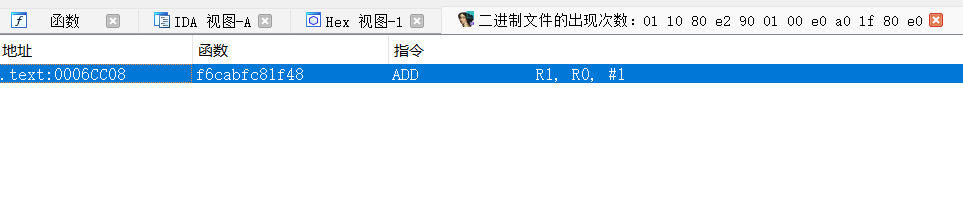 函数 IDA 视图-A Hex 视图-1 二进制文件的出现次数: 01 10 80 e2 90 01 00 e0 a0 1f 80 e0
地址 函数 指令
.text:0006CC08 f6cabfc81f48 ADD R1, R0, #1